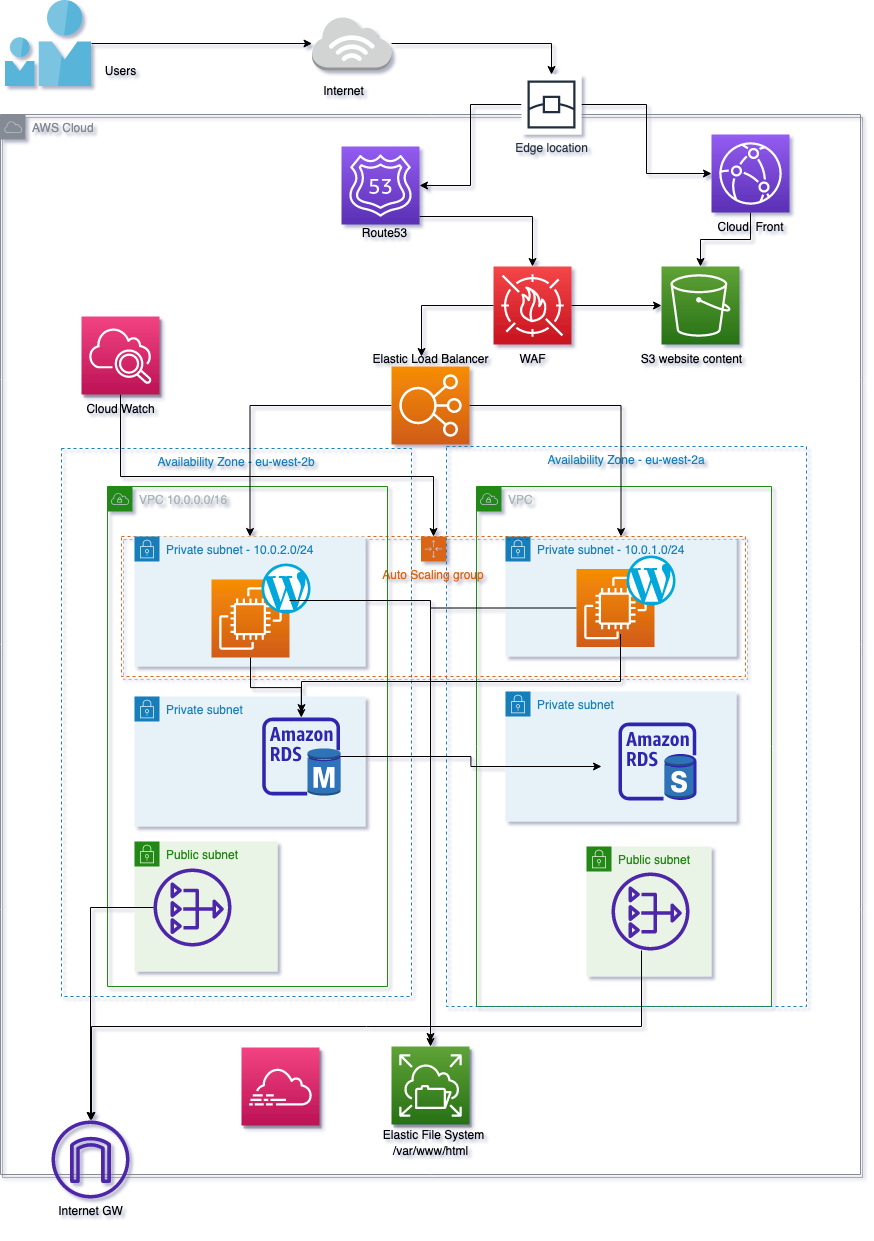 Users
Internet
AWS Cloud
Edge location
53
Route53
Cloud Front
Elastic Load Balancer
WAF
S3 website content
Cloud Watch
Availability Zone - eu-west-2b
Availability Zone - eu-west-2a
VPC 10.0.0.0/16
VPC
Private subnet - 10.0.2.0/24
Private subnet - 10.0.1.0/24
Auto Scaling group
W
W
Private subnet
Private subnet
Amazon
RDS
M
Amazon
RDS
S
Public subnet
Public subnet
Elastic File System
/var/www/html
Internet GW